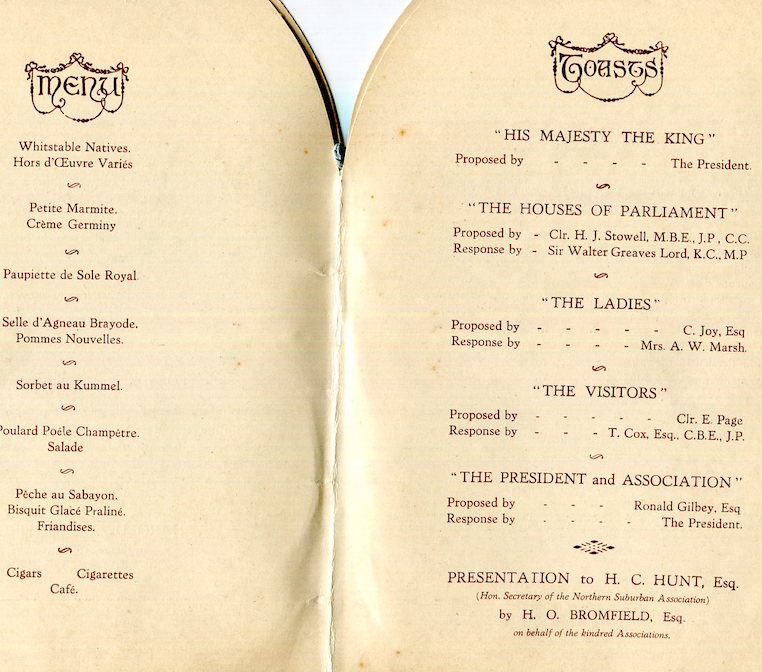 MENU
Whitstable Natives.
Hors d'Œuvre Variés
Petite Marmite.
Crème Germiny
Paupiette de Sole Royal
Selle d'Agneau Brayode.
Pommes Nouvelles.
Sorbet au Kummel.
Poulard Poéle Champétre.
Salade
Pêche au Sabayon.
Bisquit Glacé Praliné.
Friandises.
Cigars Cigarettes
Café.
TOASTS
"HIS MAJESTY THE KING"
Proposed by - - - - The President.
"THE HOUSES OF PARLIAMENT"
Proposed by - Clr. H. J. Stowell, M.B.E., J.P, C.C.
Response by - Sir Walter Greaves Lord, K.C., M.P
"THE LADIES"
Proposed by - - - - - C. Joy, Esq
Response by - - - - Mrs. A. W. Marsh.
"THE VISITORS"
Proposed by - - - - - Clr. E. Page
Response by - - - T. Cox, Esq., C.B.E., J.P.
"THE PRESIDENT and ASSOCIATION"
Proposed by - - - Ronald Gilbey, Esq
Response by - - - - The President.
PRESENTATION to H. C. HUNT, Esq.
(Hon. Secretary of the Northern Suburban Association)
by H. O. BROMFIELD, Esq.
on behalf of the kindred Associations.